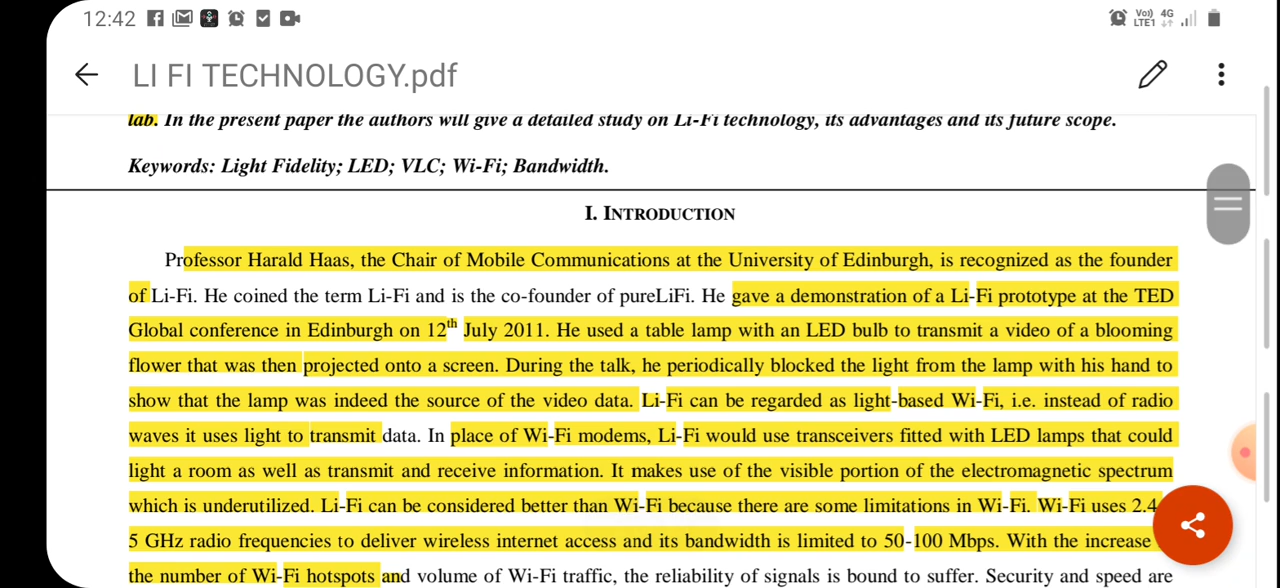 12:42
Vo) 4G
LTE1
LI FI TECHNOLOGY.pdf
lab. In the present paper the authors will give a detailed study on Li-Fi technology, its advantages and its future scope.
Keywords: Light Fidelity; LED; VLC; Wi-Fi; Bandwidth.
I. INTRODUCTION
Professor Harald Haas, the Chair of Mobile Communications at the University of Edinburgh, is recognized as the founder
of Li-Fi. He coined the term Li-Fi and is the co-founder of pureLiFi. He gave a demonstration of a Li-Fi prototype at the TED
Global conference in Edinburgh on 12th July 2011. He used a table lamp with an LED bulb to transmit a video of a blooming
flower that was then projected onto a screen. During the talk, he periodically blocked the light from the lamp with his hand to
show that the lamp was indeed the source of the video data. Li-Fi can be regarded as light-based Wi-Fi, i.e. instead of radio
waves it uses light to transmit data. In place of Wi-Fi modems, Li-Fi would use transceivers fitted with LED lamps that could
light a room as well as transmit and receive information. It makes use of the visible portion of the electromagnetic spectrum
which is underutilized. Li-Fi can be considered better than Wi-Fi because there are some limitations in Wi-Fi. Wi-Fi uses 2.4
5 GHz radio frequencies to deliver wireless internet access and its bandwidth is limited to 50-100 Mbps. With the increase
the number of Wi-Fi hotspots and volume of Wi-Fi traffic, the reliability of signals is bound to suffer. Security and speed are